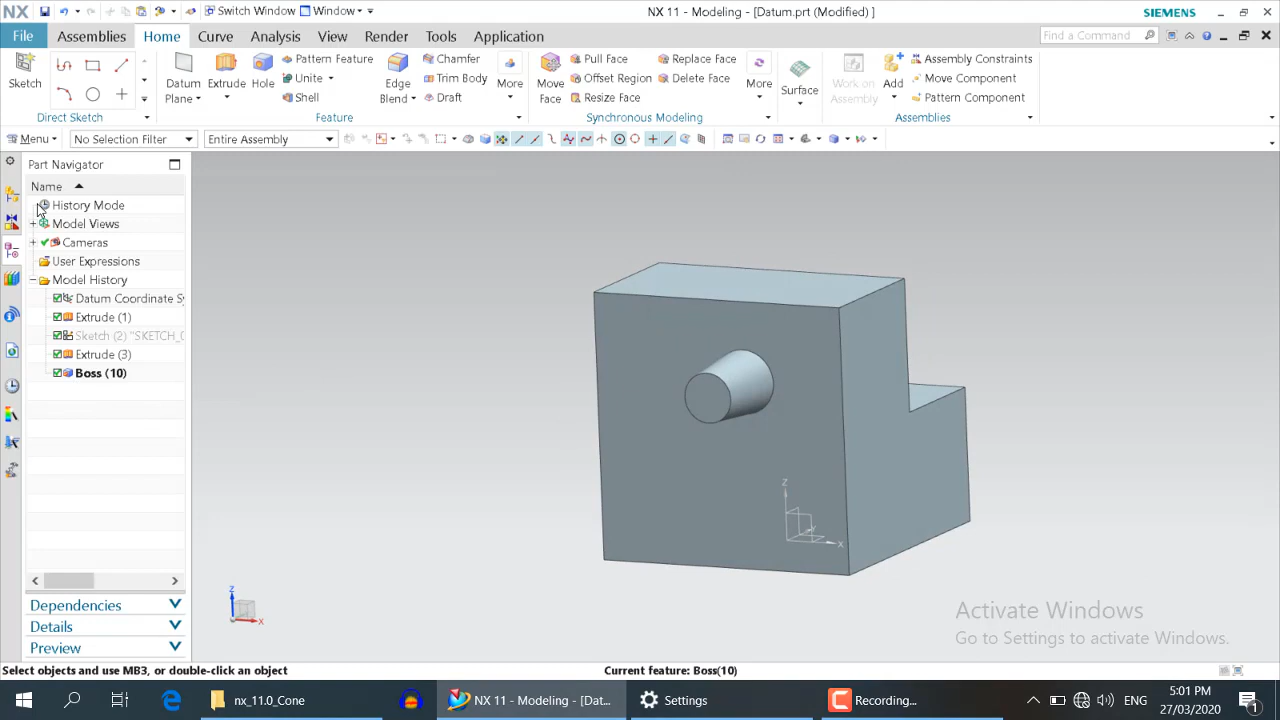 NX Switch Window Window NX 11 - Modeling - [Datum.prt (Modified) ] SIEMENS
File Assemblies Home Curve Analysis View Render Tools Application Find a Command
Sketch Datum Plane Extrude Hole Pattern Feature Unite Shell Edge Blend Chamfer Trim Body Draft More Move Face Pull Face Offset Region Resize Face Replace Face Delete Face More Surface Work on Assembly Add Assembly Constraints Move Component Pattern Component
Direct Sketch Feature Synchronous Modeling Assemblies
Menu No Selection Filter Entire Assembly
Part Navigator
Name
History Mode
Model Views
Cameras
User Expressions
Model History
Datum Coordinate Sy
Extrude (1)
Sketch (2) "SKETCH_0
Extrude (3)
Boss (10)
Z
X
Z
X
Dependencies
Details
Preview
Activate Windows
Go to Settings to activate Windows.
Select objects and use MB3, or double-click an object Current feature: Boss(10)
nx_11.0_Cone NX 11 - Modeling - [Dat... Settings Recording... ENG 5:01 PM
27/03/2020 1